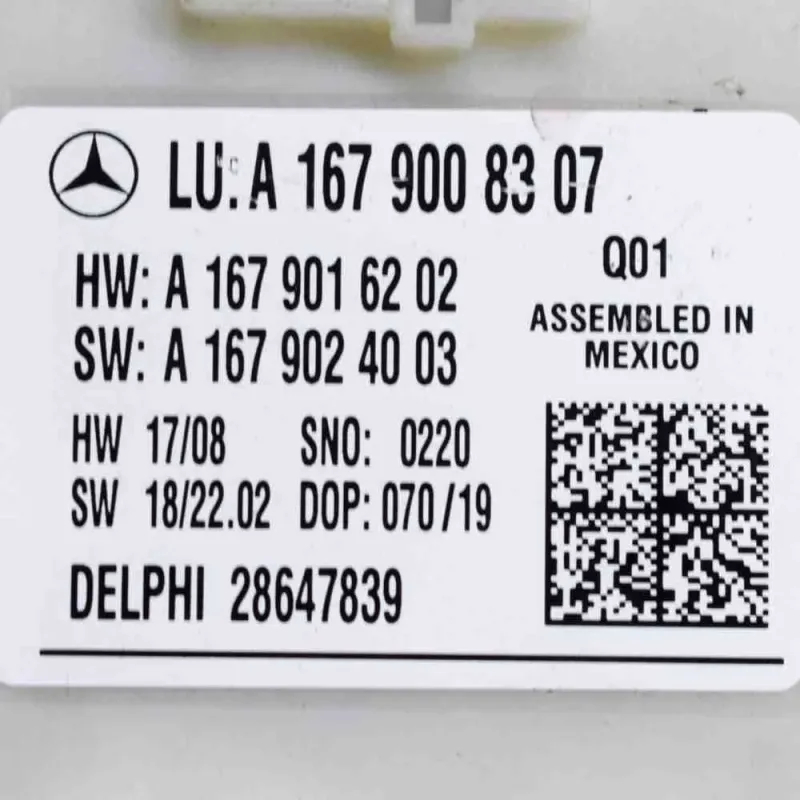 LU: A 167 900 83 07
HW: A 167 901 62 02
SW: A 167 902 40 03
Q01
ASSEMBLED IN
MEXICO
HW 17/08 SNO: 0220
SW 18/22.02 DOP: 070/19
DELPHI 28647839